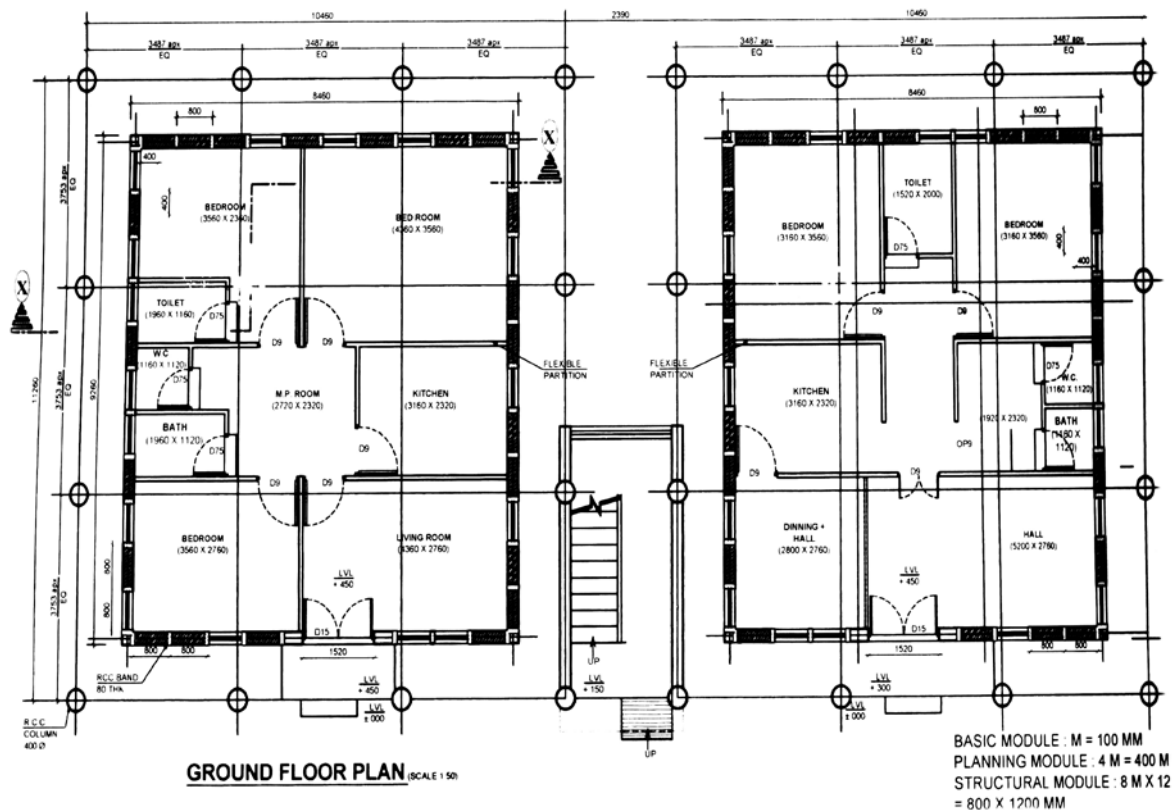 10460
2390
10460
3487 apx
EQ
3487 apx
EQ
3487 apx
EQ
3487 apx
EQ
3487 apx
EQ
3487 apx
EQ
8460
8460
800
800
X
400
400
BEDROOM
BED ROOM
(4360 X 3560)
TOILET
(1520 X 2000)
D75
BEDROOM
(3160 X 3560)
BEDROOM
(3160 X 3560)
400
400
3753 apx
EQ
3753 apx
EQ
3753 apx
EQ
11260
9260
X
TOILET
(1960 X 1160)
D75
D9
D9
D9
D9
W.C
(1160 X 1120)
D75
M.P. ROOM
(2720 X 2320)
KITCHEN
(3160 X 2320)
FLEXIBLE
PARTITION
FLEXIBLE
PARTITION
KITCHEN
(3160 X 2320)
(1920 X 2320)
D75
W.C.
(1160 X 1120)
BATH
(1960 X 1120)
D75
D9
BATH
1120)
D75
DP9
D9
D9
D9
D9
BEDROOM
(3560 X 2760)
LIVING ROOM
(4360 X 2760)
DINNING +
HALL
(2800 X 2760)
HALL
(5200 X 2760)
LVL
+ 450
LVL
+ 450
800
800
D15
D15
800
800
1520
UP
1520
800
800
RCC BAND
80 THK.
LVL
+ 450
LVL
+ 150
LVL
+ 300
LVL
± 000
LVL
± 000
R.C.C
COLUMN
400 Ø
UP
GROUND FLOOR PLAN (SCALE 1:50)
BASIC MODULE : M = 100 MM
PLANNING MODULE : 4 M = 400 M
STRUCTURAL MODULE : 8 M X 12
= 800 X 1200 MM